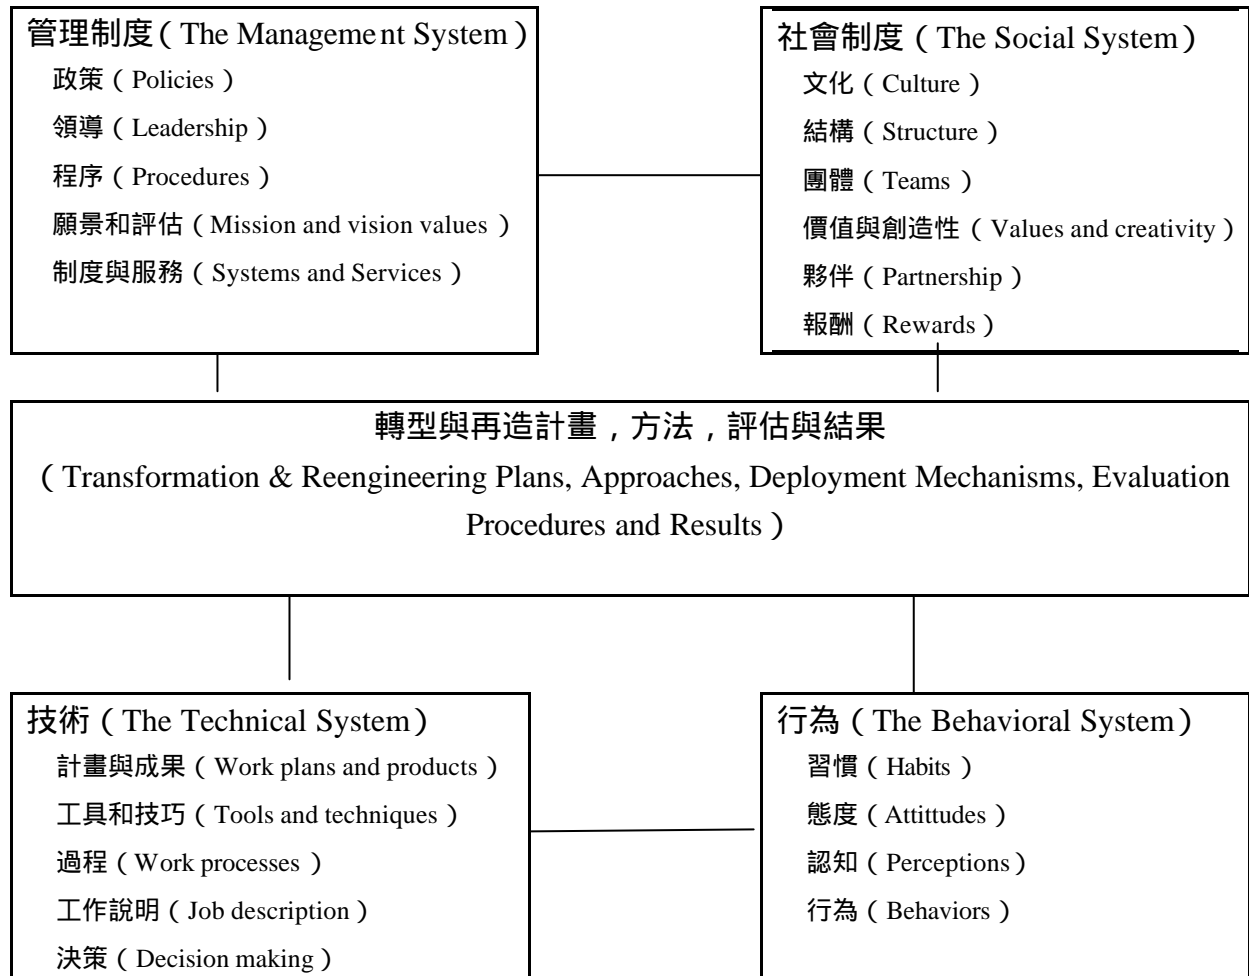 管理制度(The Management System)
政策(Policies)
領導(Leadership)
程序(Procedures)
願景和評估(Mission and vision values)
制度與服務(Systems and Services)
社會制度(The Social System)
文化(Culture)
結構(Structure)
團體(Teams)
價值與創造性(Values and creativity)
夥伴(Partnership)
報酬(Rewards)
轉型與再造計畫,方法,評估與結果
(Transformation & Reengineering Plans, Approaches, Deployment Mechanisms, Evaluation
Procedures and Results)
技術(The Technical System)
計畫與成果(Work plans and products)
工具和技巧(Tools and techniques)
過程(Work processes)
工作說明(Job description)
決策(Decision making)
行為(The Behavioral System)
習慣(Habits)
態度(Attittudes)
認知(Perceptions)
行為(Behaviors)